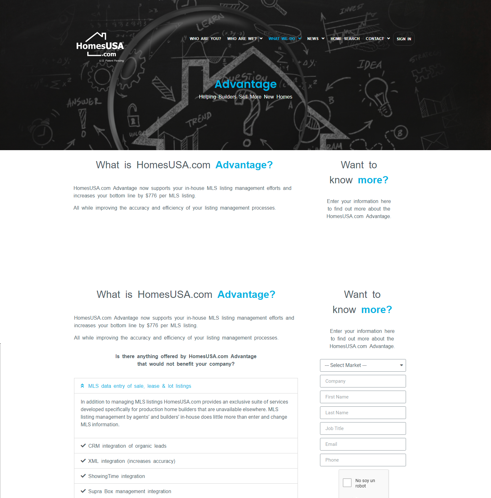 HomesUSA
.com
WHO ARE YOU?
WHO ARE WE?
WHAT WE DO
NEWS
HOME SEARCH
CONTACT
SIGN IN
IDEA
QUESTION
ANSWER
TREND
Advantage
Helping Builders Sell More New Homes
What is HomesUSA.com Advantage?
HomesUSA.com Advantage now supports your in-house MLS listing management efforts and
increases your bottom line by $776 per MLS listing.
All while improving the accuracy and efficiency of your listing management processes.
Want to
know more?
Enter your information here
to find out more about the
HomesUSA.com Advantage.
What is HomesUSA.com Advantage?
HomesUSA.com Advantage now supports your in-house MLS listing management efforts and
increases your bottom line by $776 per MLS listing.
All while improving the accuracy and efficiency of your listing management processes.
Is there anything offered by HomesUSA.com Advantage
that would not benefit your company?
MLS data entry of sale, lease & lot listings
In addition to managing MLS listings HomesUSA.com provides an exclusive suite of services
developed specifically for production home builders that are unavailable elsewhere. MLS
listing management by agents' and builders' in-house does little more than enter and change
MLS information.
CRM integration of organic leads
XML integration (increases accuracy)
ShowingTime integration
Supra Box management integration
Want to
know more?
Enter your information here
to find out more about the
HomesUSA.com Advantage.
--- Select Market ---
Company
First Name
Last Name
Job Title
Email
Phone
No soy un
robot